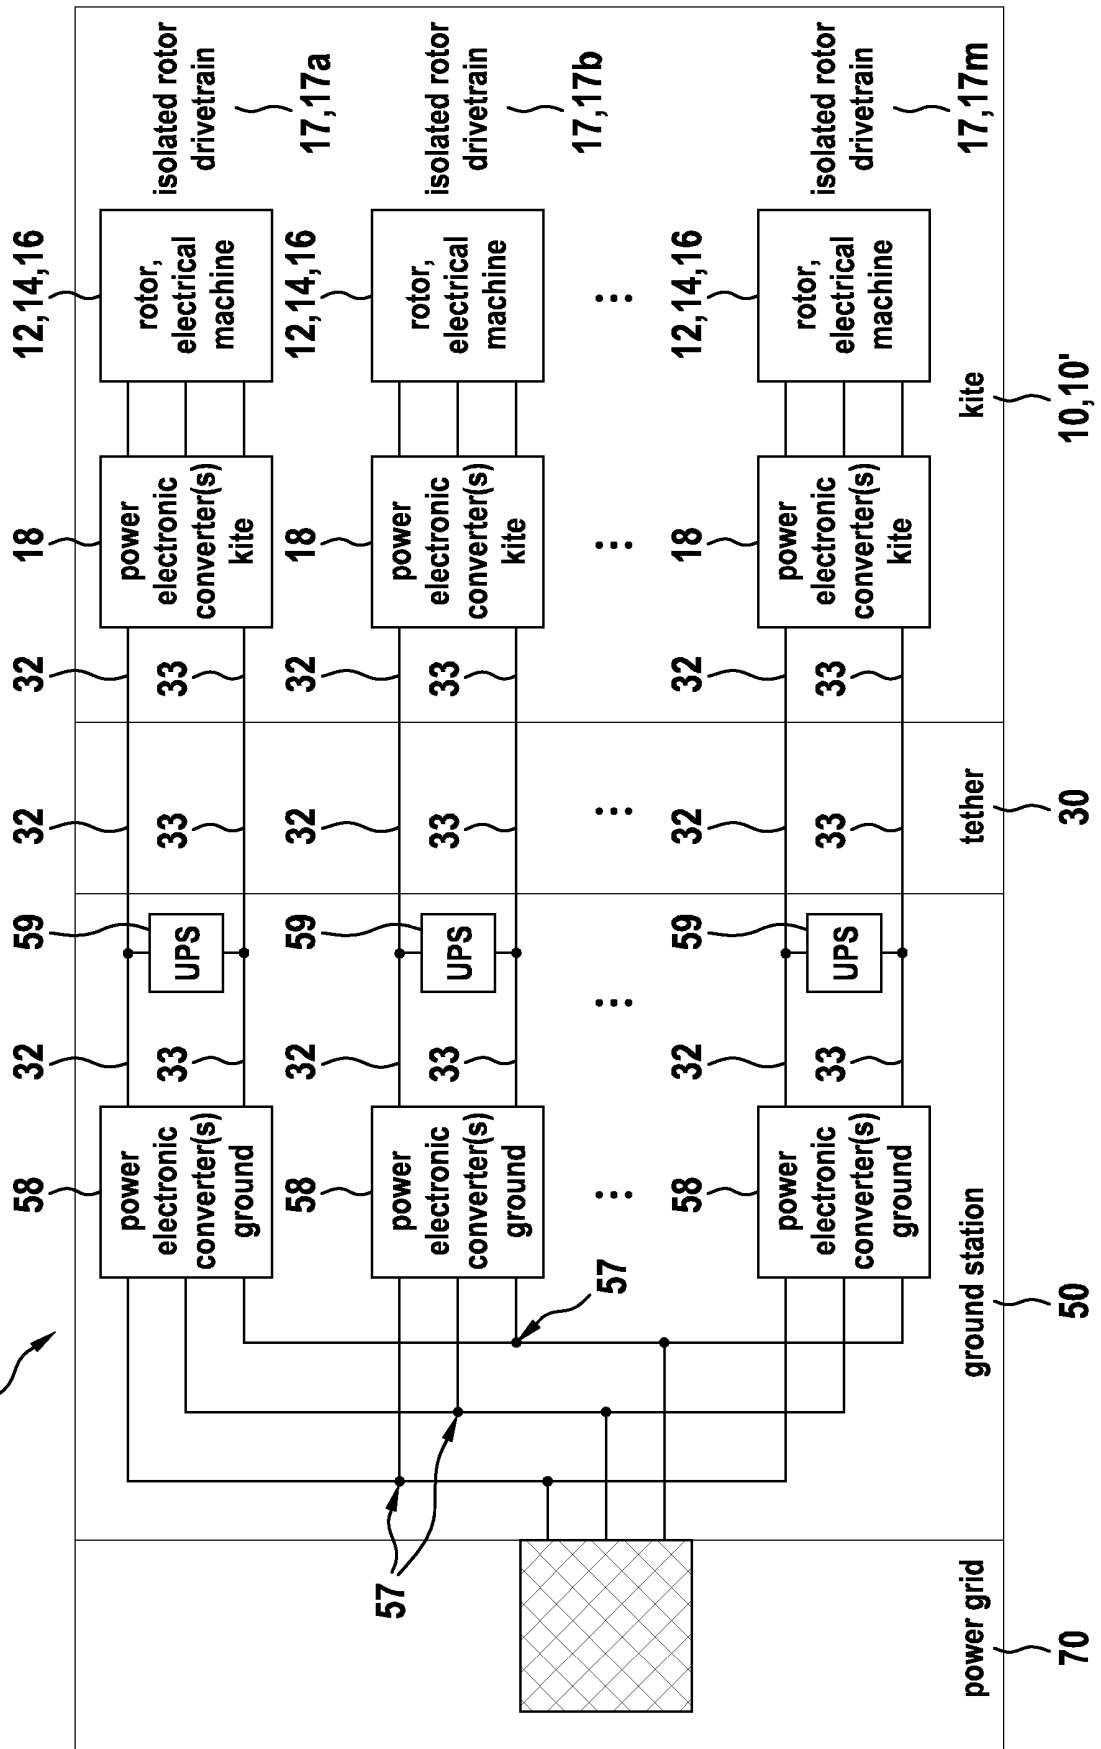 12,14,16
18
32
32
59
32
58
rotor,
electrical
machine
power
electronic
converter(s)
kite
33
33
UPS
33
power
electronic
converter(s)
ground
isolated rotor
drivetrain
17,17a
12,14,16
18
32
32
59
32
58
rotor,
electrical
machine
power
electronic
converter(s)
kite
33
33
UPS
33
power
electronic
converter(s)
ground
isolated rotor
drivetrain
17,17b
57
57
...
...
...
...
...
12,14,16
18
32
32
59
32
58
rotor,
electrical
machine
power
electronic
converter(s)
kite
33
33
UPS
33
power
electronic
converter(s)
ground
isolated rotor
drivetrain
17,17m
kite
10,10'
tether
30
ground station
50
power grid
70